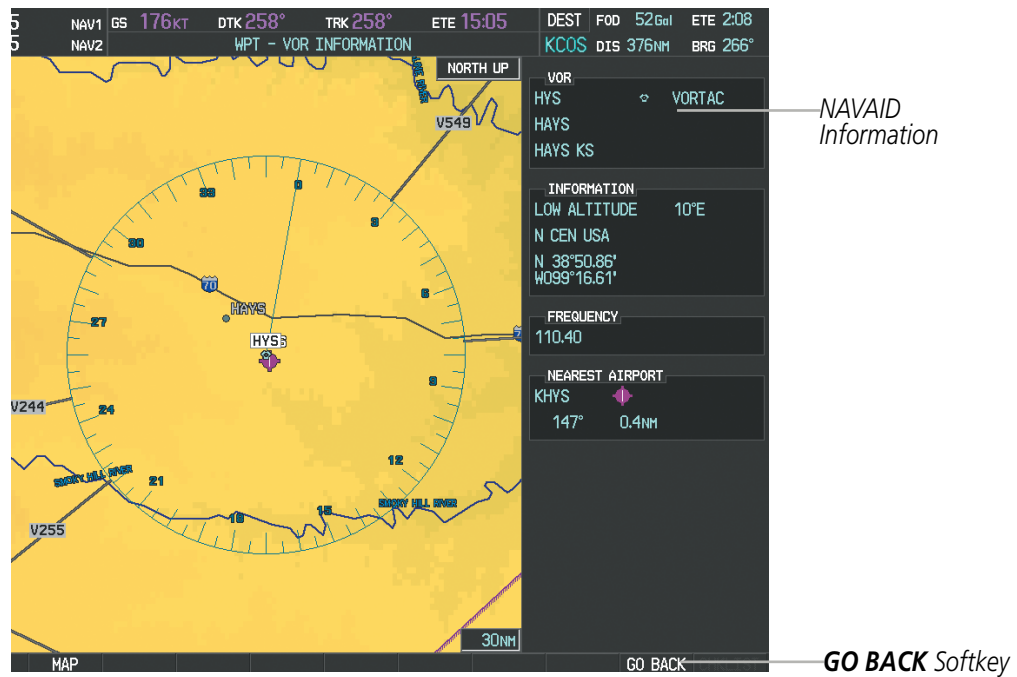 5 NAV1 GS 176KT DTK 258° TRK 258° ETE 15:05 DEST FOD 52Gal ETE 2:08
5 NAV2 WPT – VOR INFORMATION KCOS DIS 376NM BRG 266°
NORTH UP
V549
33 0 3
30
70
6
HAYS
27
HYS
9
V244
24
12
SMOKY HILL RIVER
21
SMOKY HILL RIVER
18 15
V255
30NM
VOR
HYS VORTAC
HAYS
HAYS KS
INFORMATION
LOW ALTITUDE 10°E
N CEN USA
N 38°50.86'
W099°16.61'
FREQUENCY
110.40
NEAREST AIRPORT
KHYS
147° 0.4NM
MAP GO BACK
NAVAID
Information
GO BACK Softkey